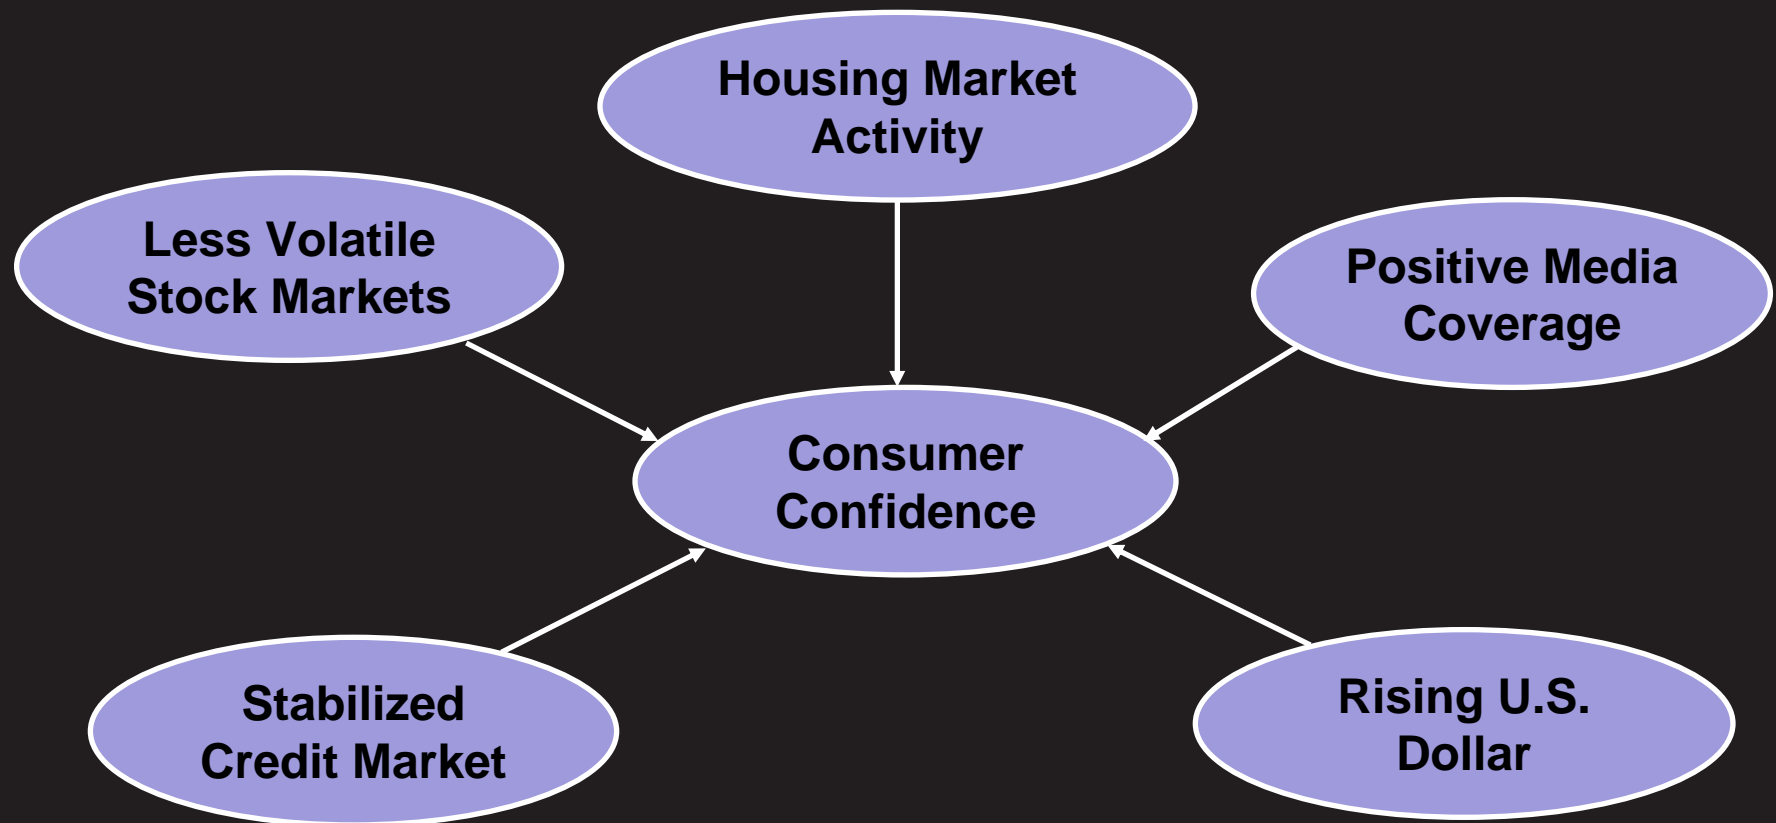 Housing Market
Activity
Less Volatile
Stock Markets
Positive Media
Coverage
Consumer
Confidence
Stabilized
Credit Market
Rising U.S.
Dollar